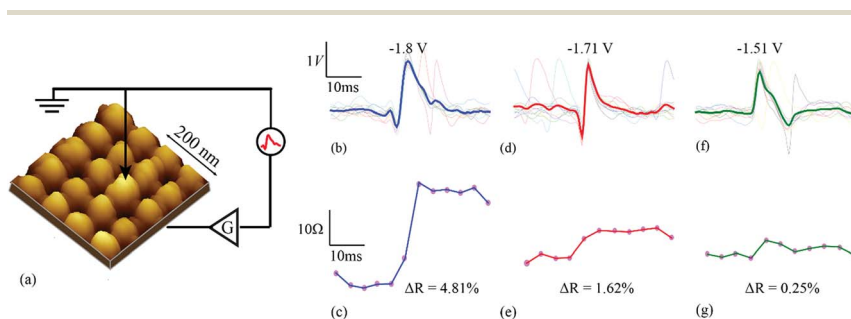 200 nm
G
(a)
1V
10ms
-1.8 V
-1.71 V
-1.51 V
(b)
(d)
(f)
10Ω
10ms
ΔR = 4.81%
ΔR = 1.62%
ΔR = 0.25%
(c)
(e)
(g)